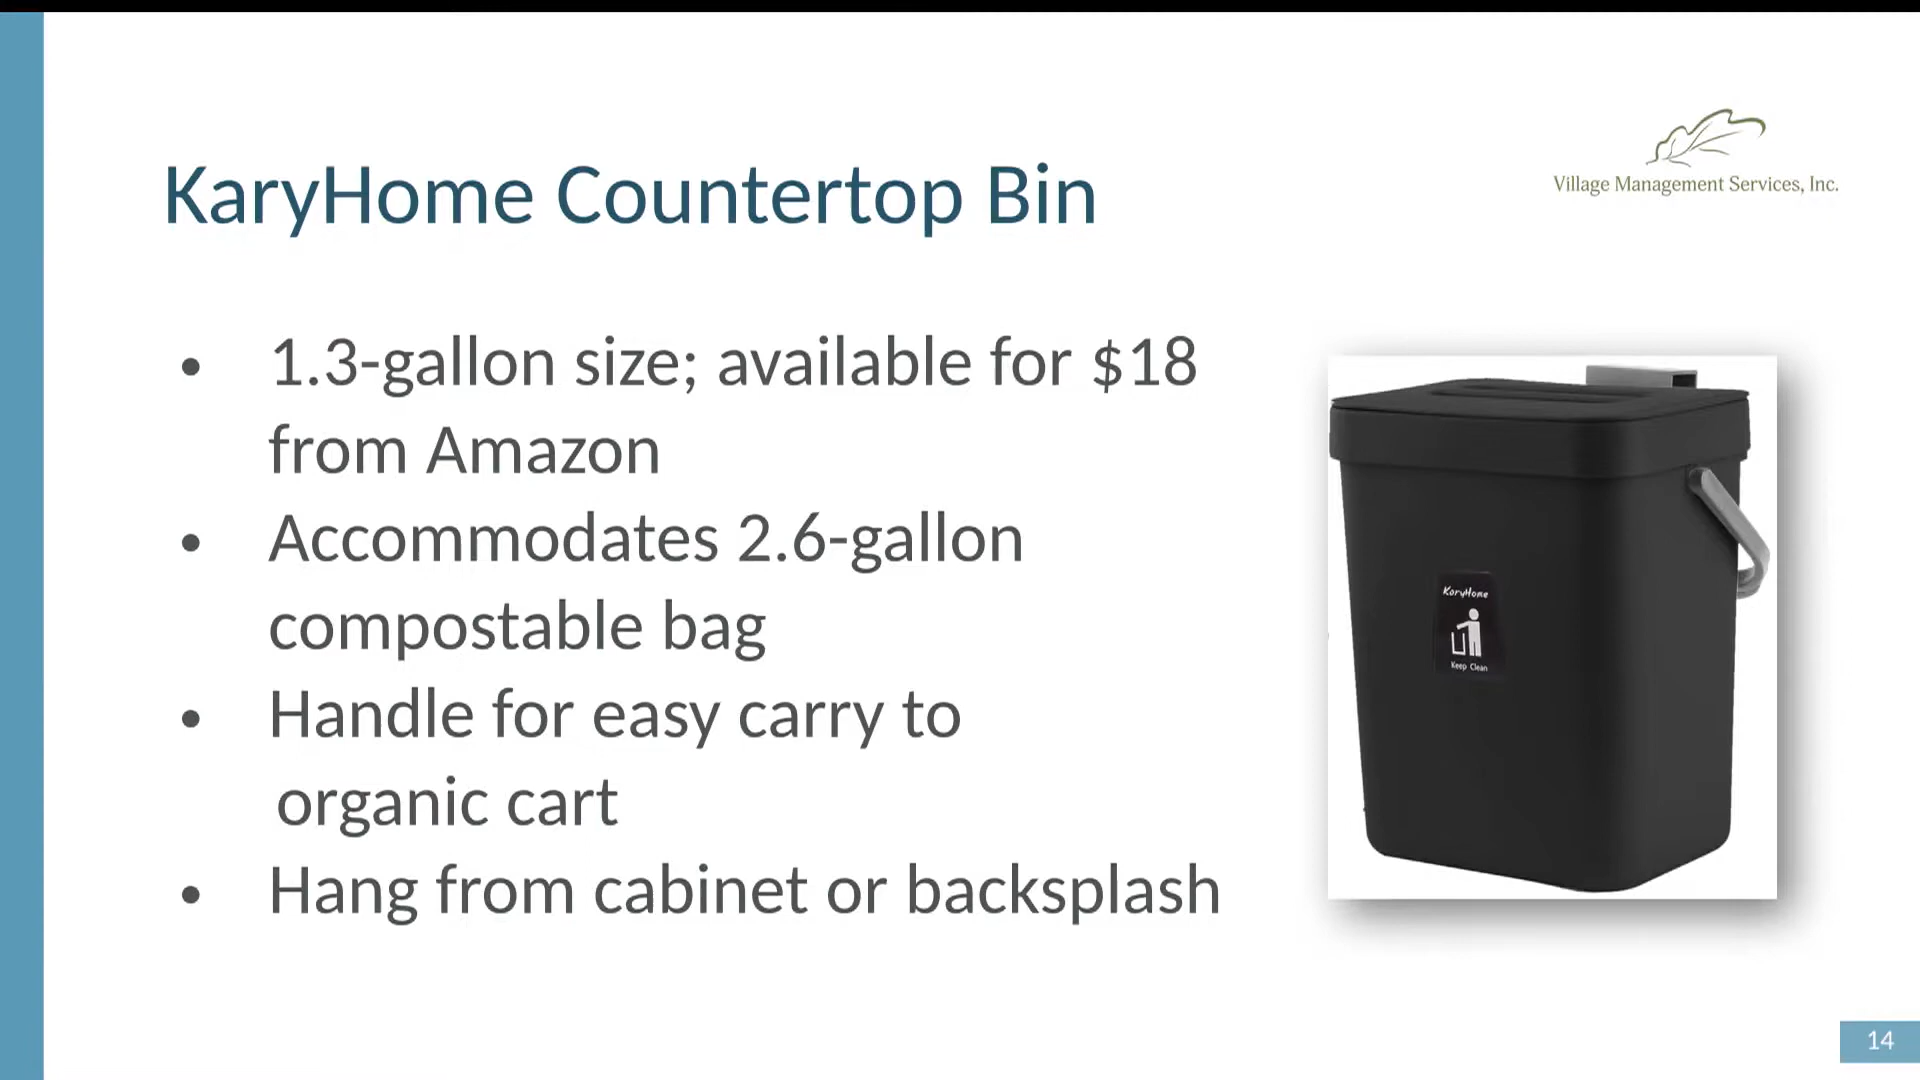 Village Management Services, Inc.
KaryHome Countertop Bin
• 1.3-gallon size; available for $18
from Amazon
• Accommodates 2.6-gallon
compostable bag
• Handle for easy carry to
organic cart
• Hang from cabinet or backsplash
KaryHome
Keep Clean
14